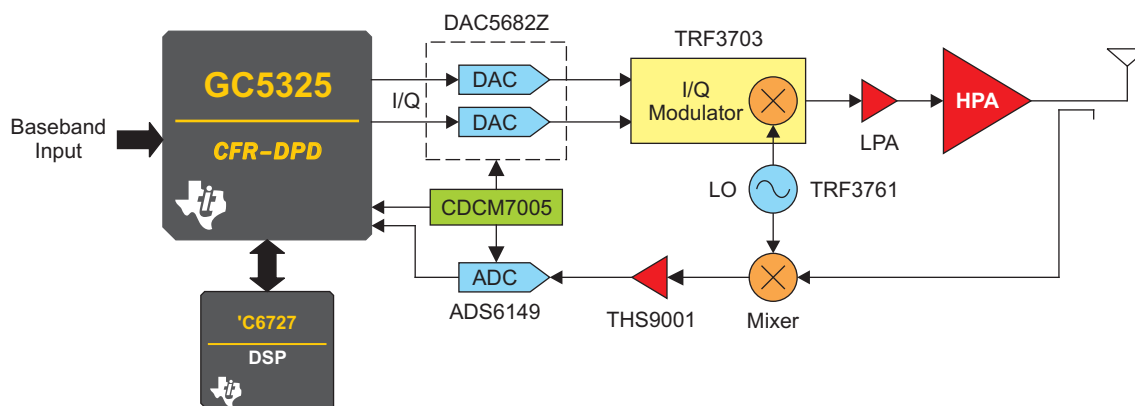 DAC5682Z
TRF3703
GC5325
CFR-DPD
Baseband
Input
I/Q
DAC
DAC
I/Q
Modulator
LPA
HPA
CDCM7005
LO
TRF3761
ADC
ADS6149
THS9001
Mixer
'C6727
DSP